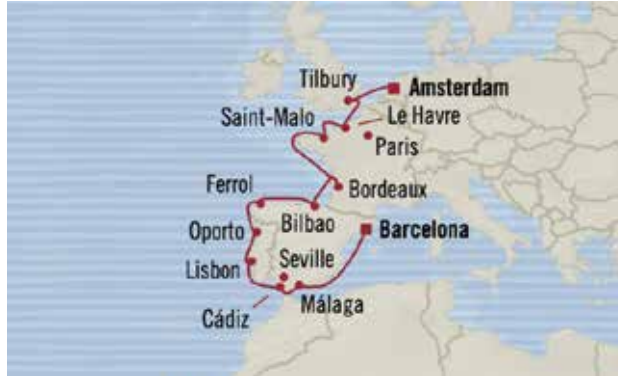 Tilbury
Amsterdam
Saint-Malo
Le Havre
Paris
Ferrol
Bordeaux
Bilbao
Oporto
Barcelona
Seville
Lisbon
Málaga
Cádiz